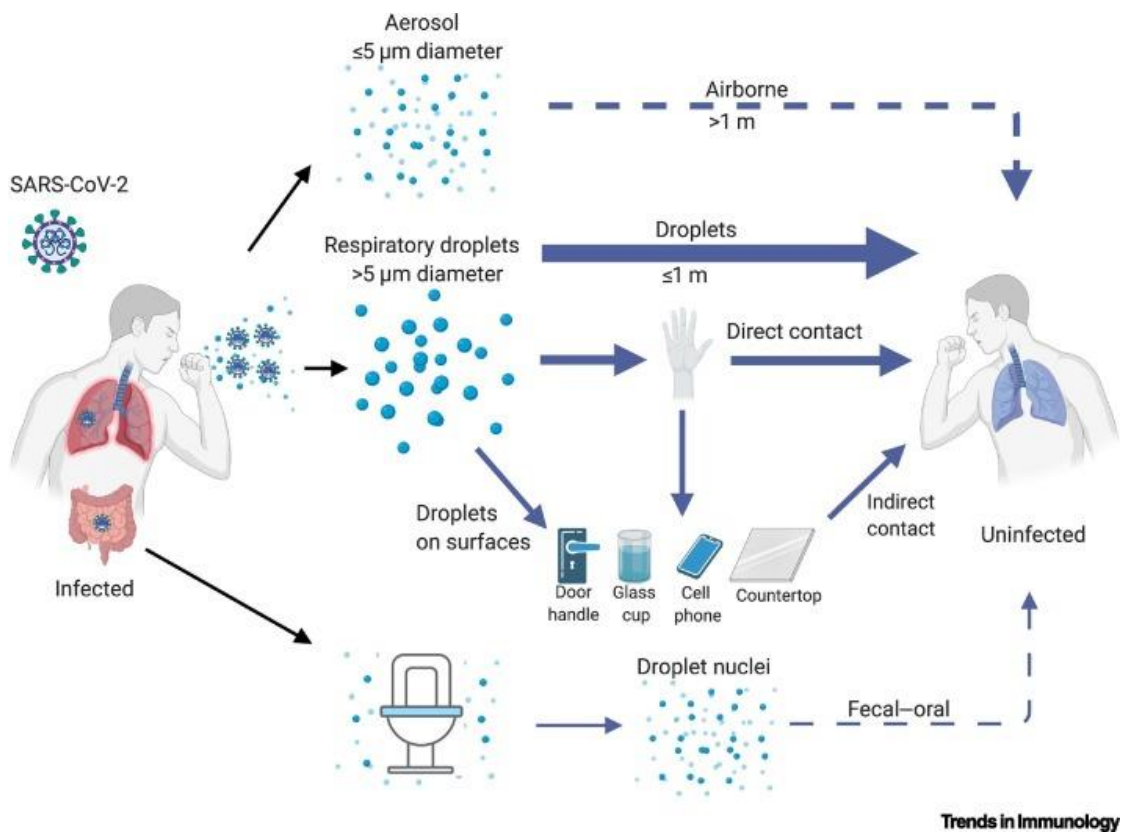 Aerosol
≤5 μm diameter
Airborne
>1 m
SARS-CoV-2
Respiratory droplets
>5 μm diameter
Droplets
≤1 m
Direct contact
Droplets
on surfaces
Indirect
contact
Uninfected
Infected
Door
handle
Glass
cup
Cell
phone
Countertop
Droplet nuclei
Fecal–oral
Trends in Immunology